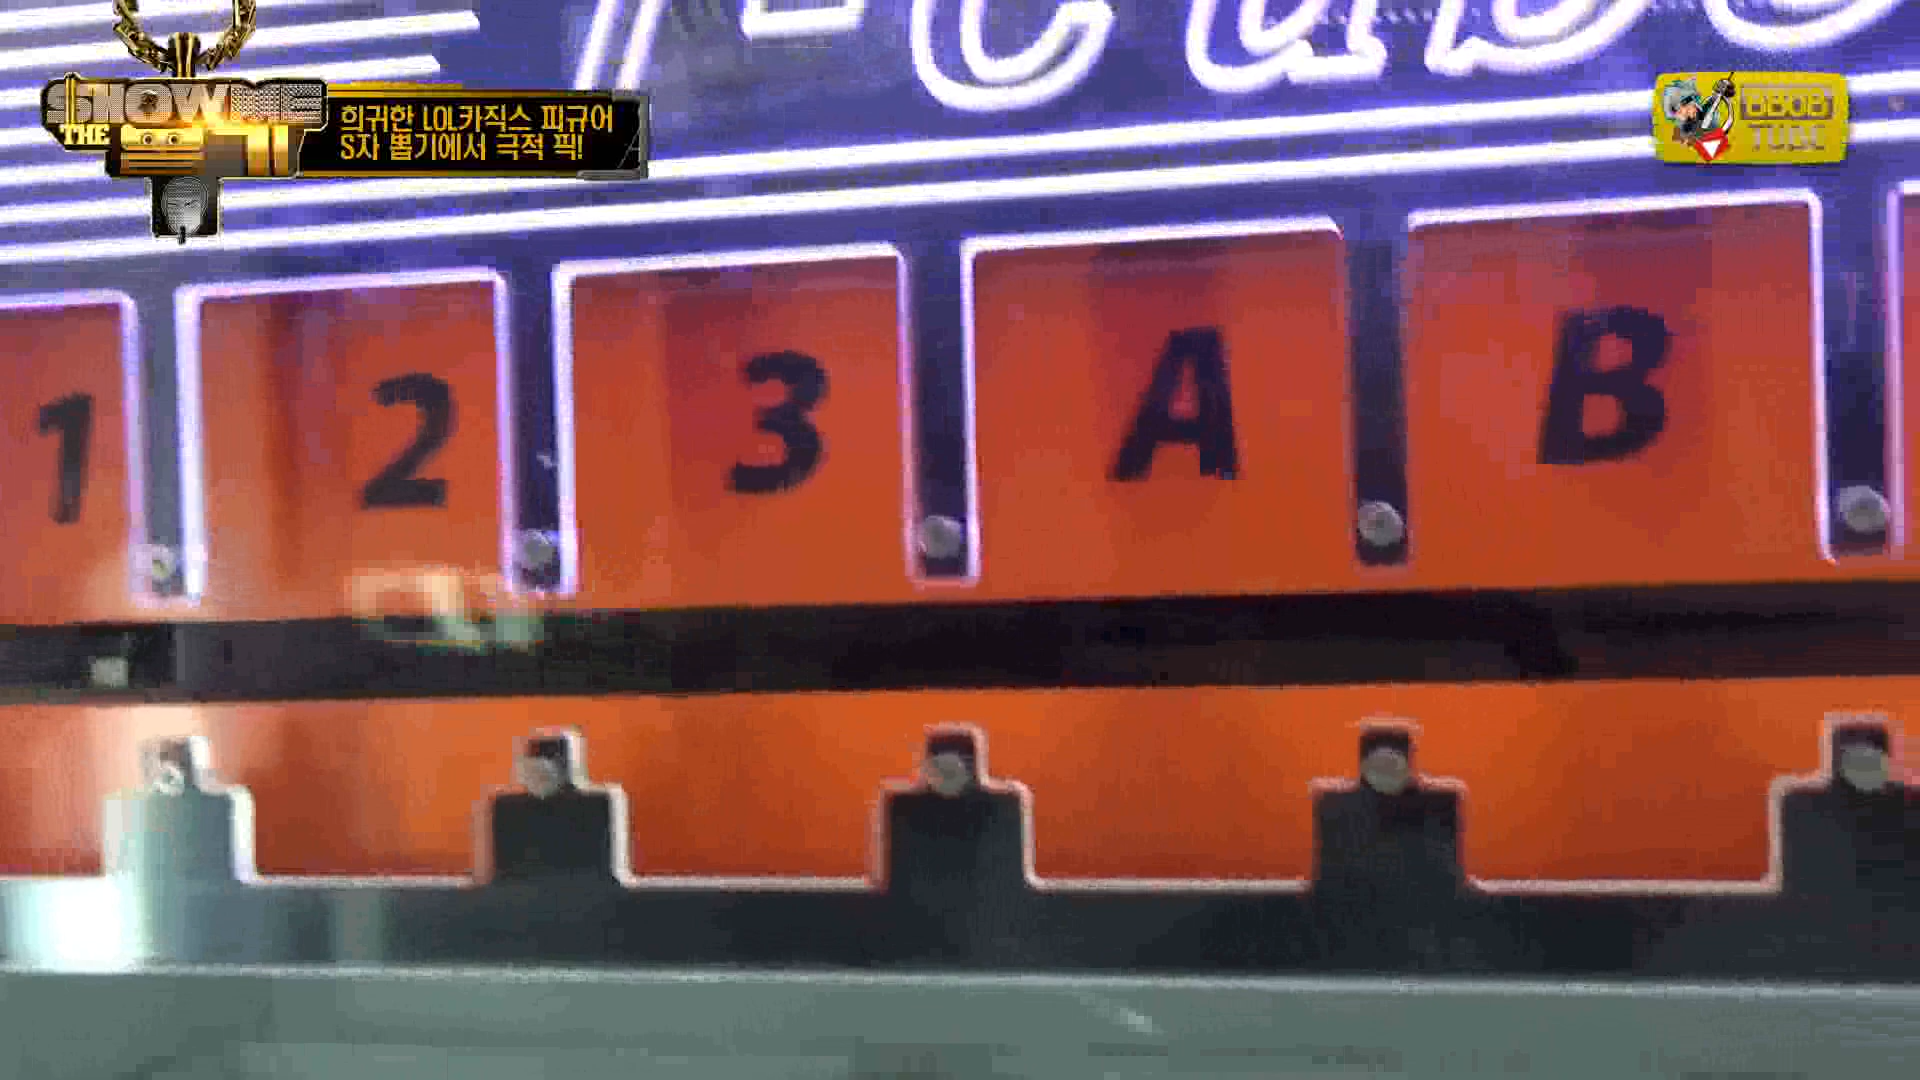 SHOW ME
THE
희귀한 LOL카직스 피규어
S자 뽑기에서 극적 픽!
BBOB
TUBE
1 2 3 A B